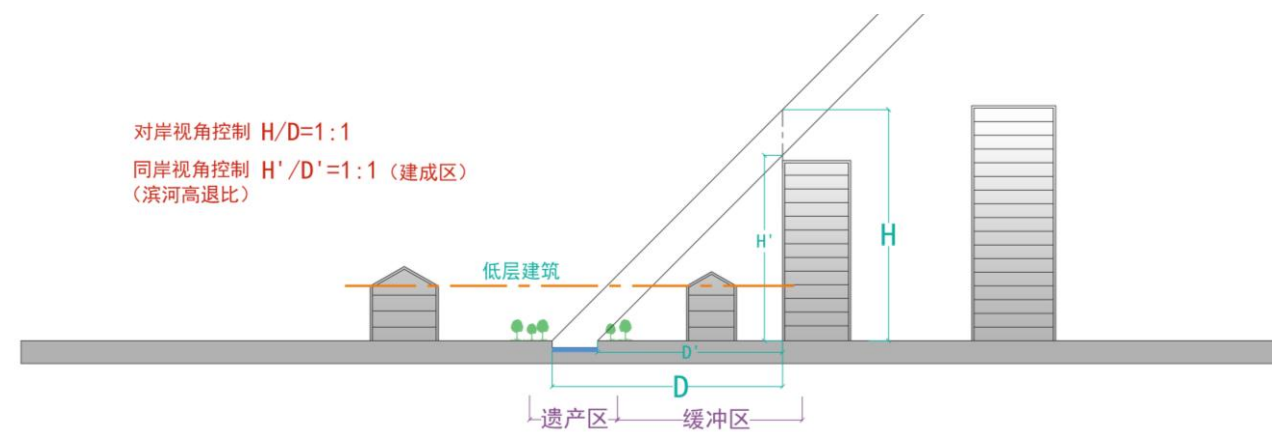 对岸视角控制 H/D=1:1
同岸视角控制 H'/D'=1:1（建成区）
（滨河高退比）
低层建筑
H'
H
D'
D
遗产区
缓冲区